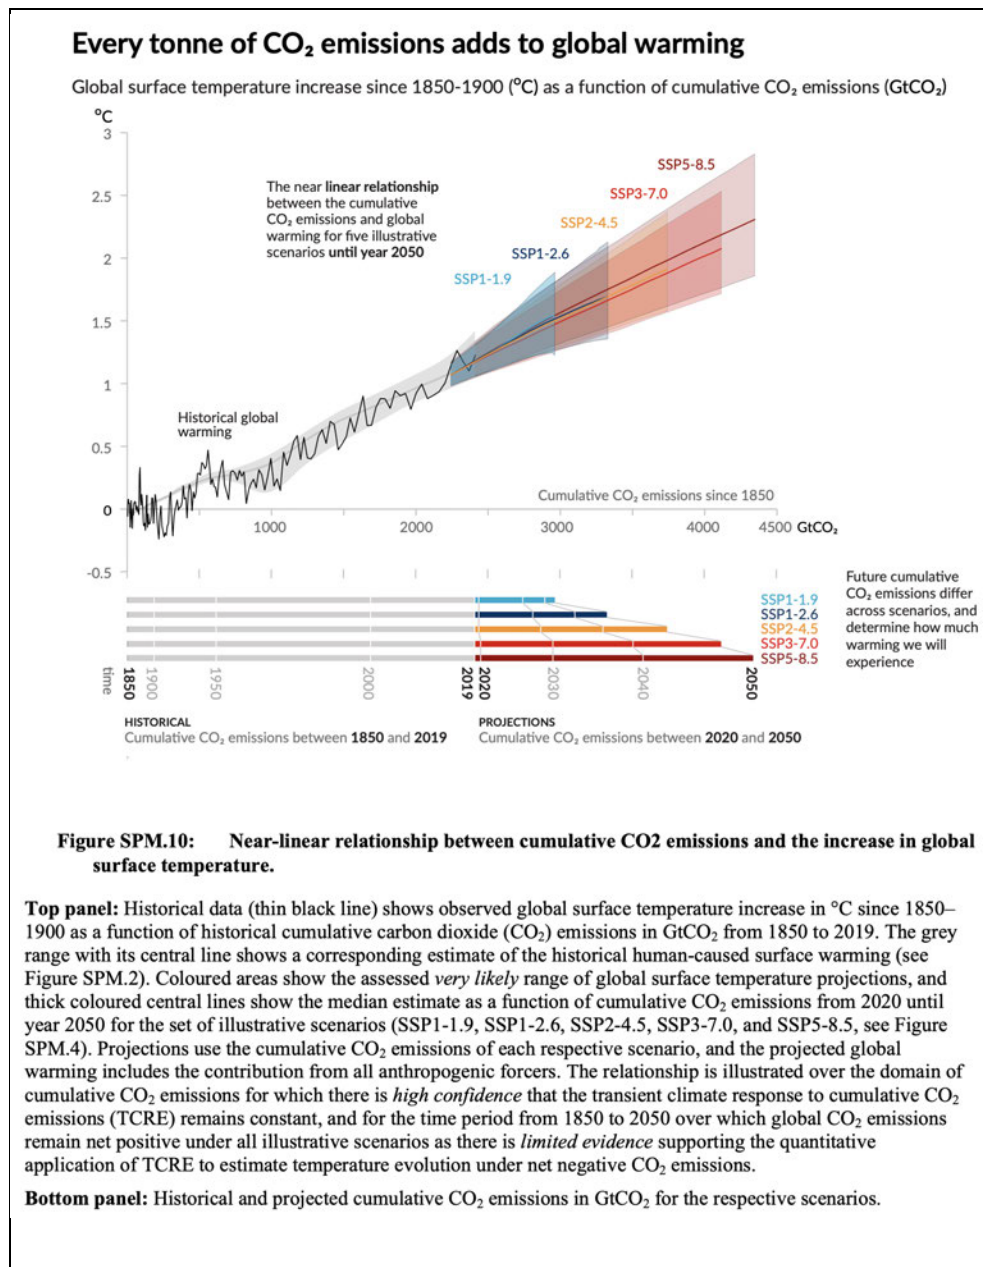 Every tonne of CO₂ emissions adds to global warming
Global surface temperature increase since 1850-1900 (°C) as a function of cumulative CO₂ emissions (GtCO₂)
°C
3
2.5
2
1.5
1
0.5
0
-0.5
The near linear relationship
between the cumulative
CO₂ emissions and global
warming for five illustrative
scenarios until year 2050
SSP5-8.5
SSP3-7.0
SSP2-4.5
SSP1-2.6
SSP1-1.9
Historical global
warming
Cumulative CO₂ emissions since 1850
1000
2000
3000
4000
4500
GtCO₂
SSP1-1.9
SSP1-2.6
SSP2-4.5
SSP3-7.0
SSP5-8.5
Future cumulative
CO₂ emissions differ
across scenarios, and
determine how much
warming we will
experience
time
1850
1900
1950
2000
2019
2020
2030
2040
2050
HISTORICAL
Cumulative CO₂ emissions between 1850 and 2019
PROJECTIONS
Cumulative CO₂ emissions between 2020 and 2050
Figure SPM.10: Near-linear relationship between cumulative CO2 emissions and the increase in global
surface temperature.
Top panel: Historical data (thin black line) shows observed global surface temperature increase in °C since 1850–
1900 as a function of historical cumulative carbon dioxide (CO₂) emissions in GtCO₂ from 1850 to 2019. The grey
range with its central line shows a corresponding estimate of the historical human-caused surface warming (see
Figure SPM.2). Coloured areas show the assessed very likely range of global surface temperature projections, and
thick coloured central lines show the median estimate as a function of cumulative CO₂ emissions from 2020 until
year 2050 for the set of illustrative scenarios (SSP1-1.9, SSP1-2.6, SSP2-4.5, SSP3-7.0, and SSP5-8.5, see Figure
SPM.4). Projections use the cumulative CO₂ emissions of each respective scenario, and the projected global
warming includes the contribution from all anthropogenic forcers. The relationship is illustrated over the domain of
cumulative CO₂ emissions for which there is high confidence that the transient climate response to cumulative CO₂
emissions (TCRE) remains constant, and for the time period from 1850 to 2050 over which global CO₂ emissions
remain net positive under all illustrative scenarios as there is limited evidence supporting the quantitative
application of TCRE to estimate temperature evolution under net negative CO₂ emissions.
Bottom panel: Historical and projected cumulative CO₂ emissions in GtCO₂ for the respective scenarios.